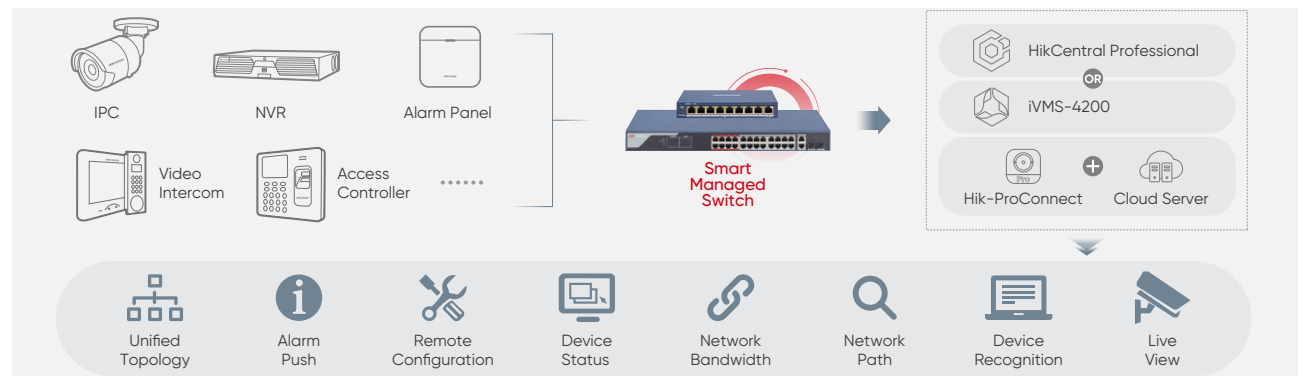 IPC
NVR
Alarm Panel
Video
Intercom
Access
Controller
......
Smart
Managed
Switch
HikCentral Professional
OR
iVMS-4200
Pro
Hik-ProConnect
+
Cloud Server
Unified
Topology
Alarm
Push
Remote
Configuration
Device
Status
Network
Bandwidth
Network
Path
Device
Recognition
Live
View